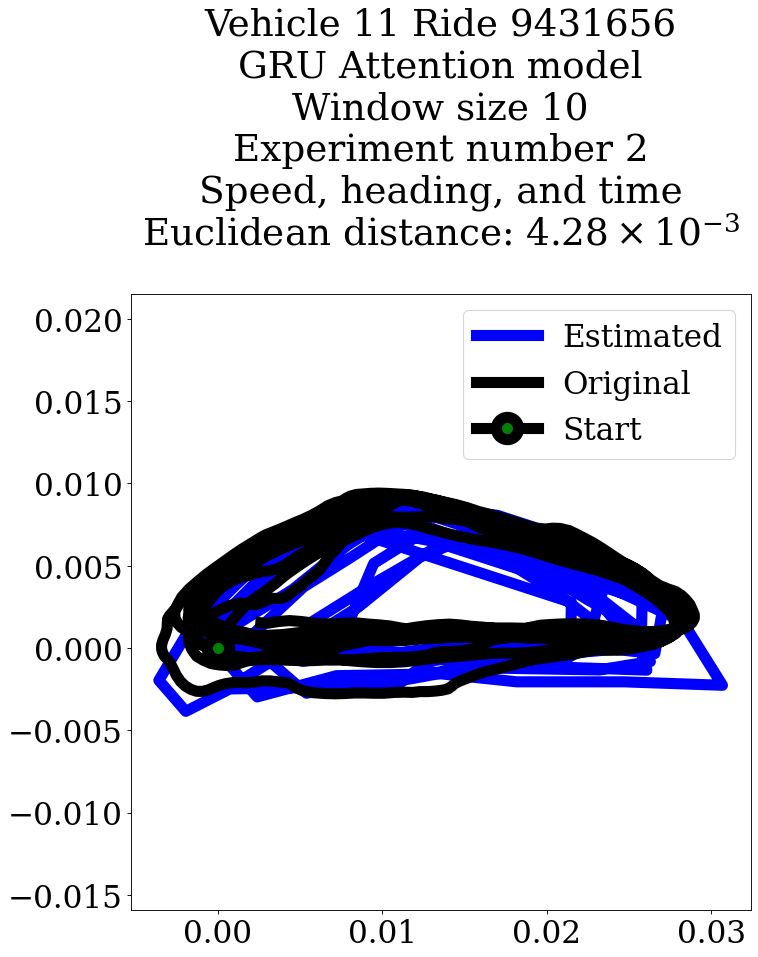 Vehicle 11 Ride 9431656
GRU Attention model
Window size 10
Experiment number 2
Speed, heading, and time
Euclidean distance: 4.28 × 10⁻³
Estimated
Original
Start
0.020
0.015
0.010
0.005
0.000
−0.005
−0.010
−0.015
0.00 0.01 0.02 0.03